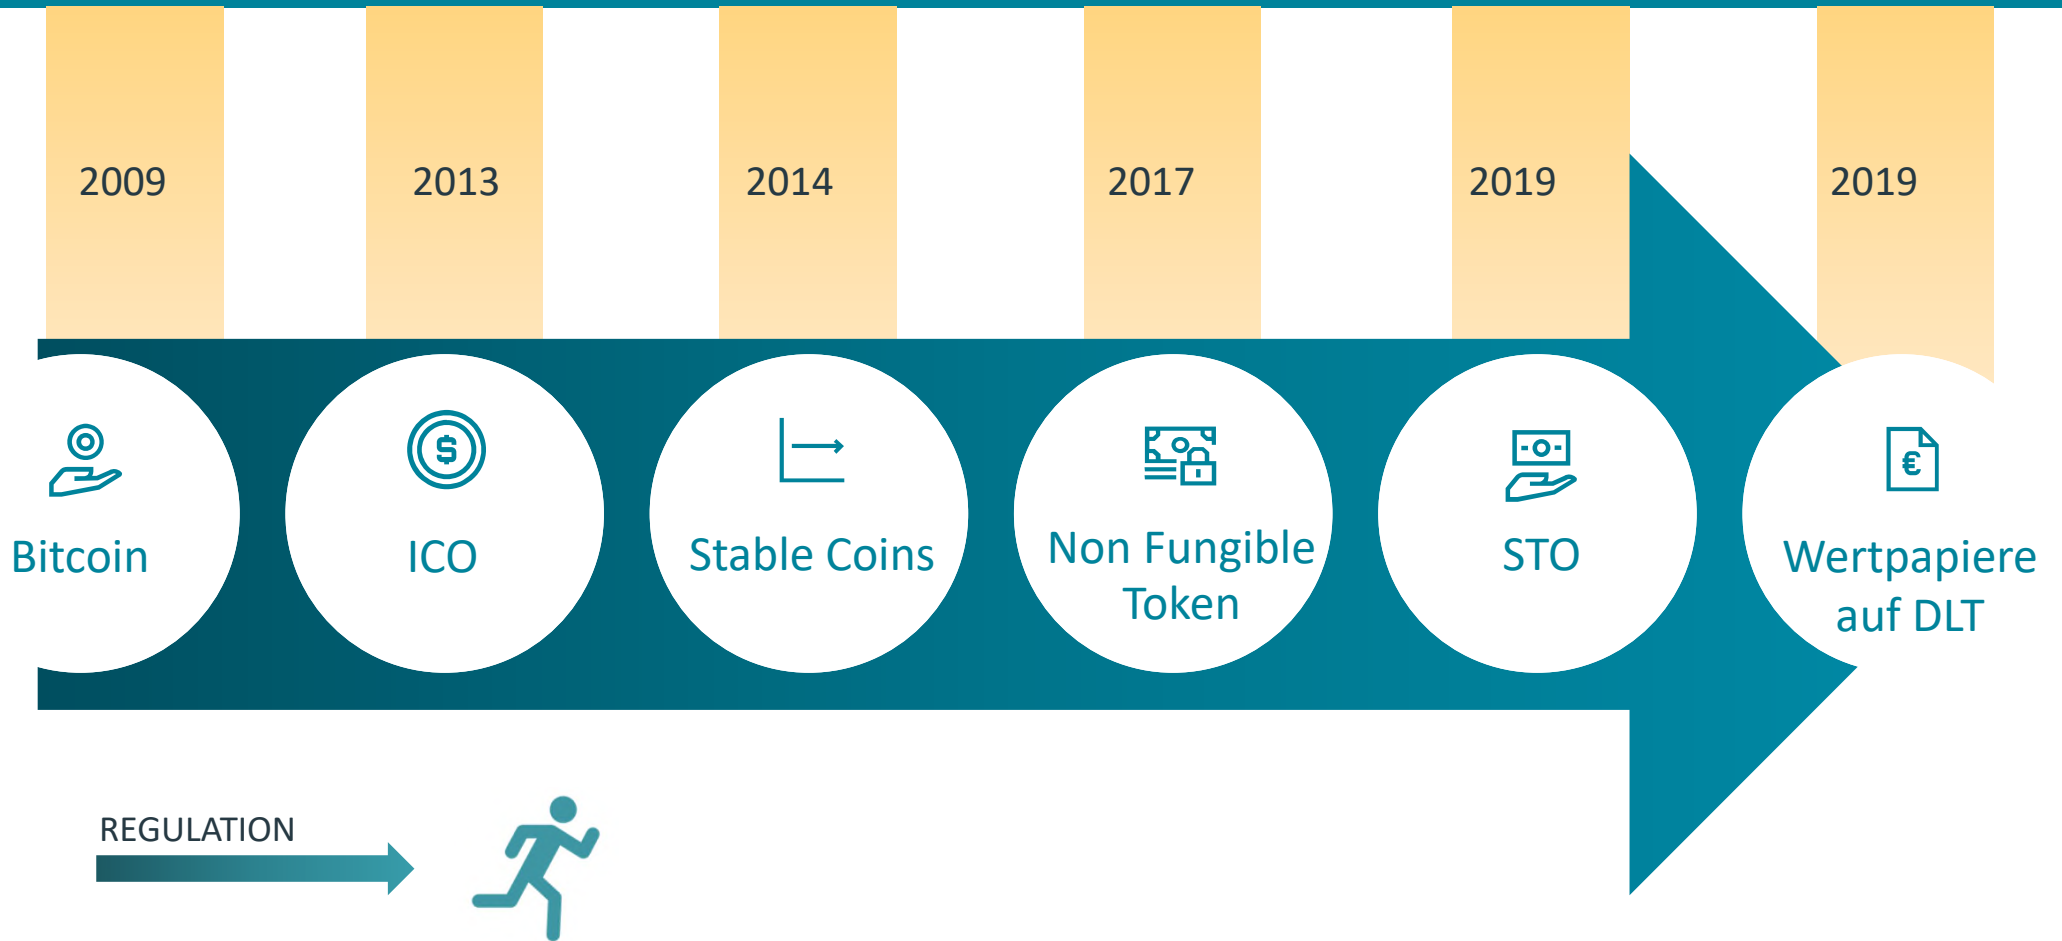 2009
2013
2014
2017
2019
2019
$
€
Bitcoin
ICO
Stable Coins
Non Fungible
Token
STO
Wertpapiere
auf DLT
REGULATION